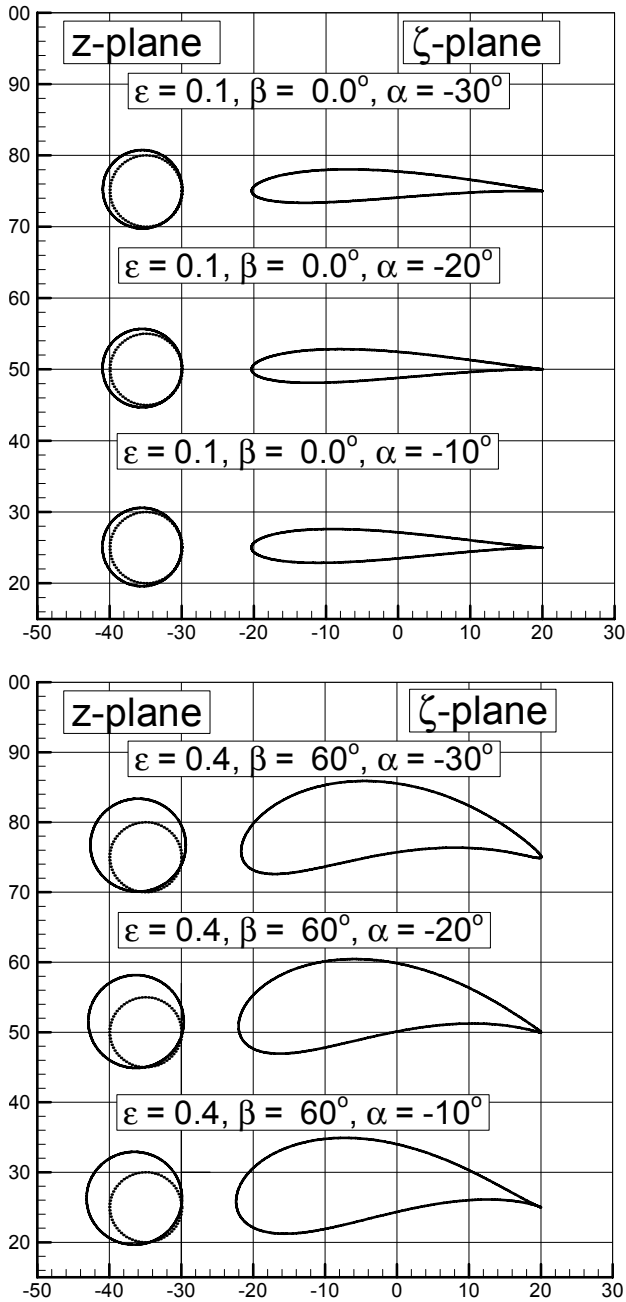 00
z-plane ζ-plane
90
ε = 0.1, β = 0.0°, α = -30°
80
70
ε = 0.1, β = 0.0°, α = -20°
60
50
40
ε = 0.1, β = 0.0°, α = -10°
30
20
-50 -40 -30 -20 -10 0 10 20 30
00
z-plane ζ-plane
90
ε = 0.4, β = 60°, α = -30°
80
70
ε = 0.4, β = 60°, α = -20°
60
50
40
ε = 0.4, β = 60°, α = -10°
30
20
-50 -40 -30 -20 -10 0 10 20 30